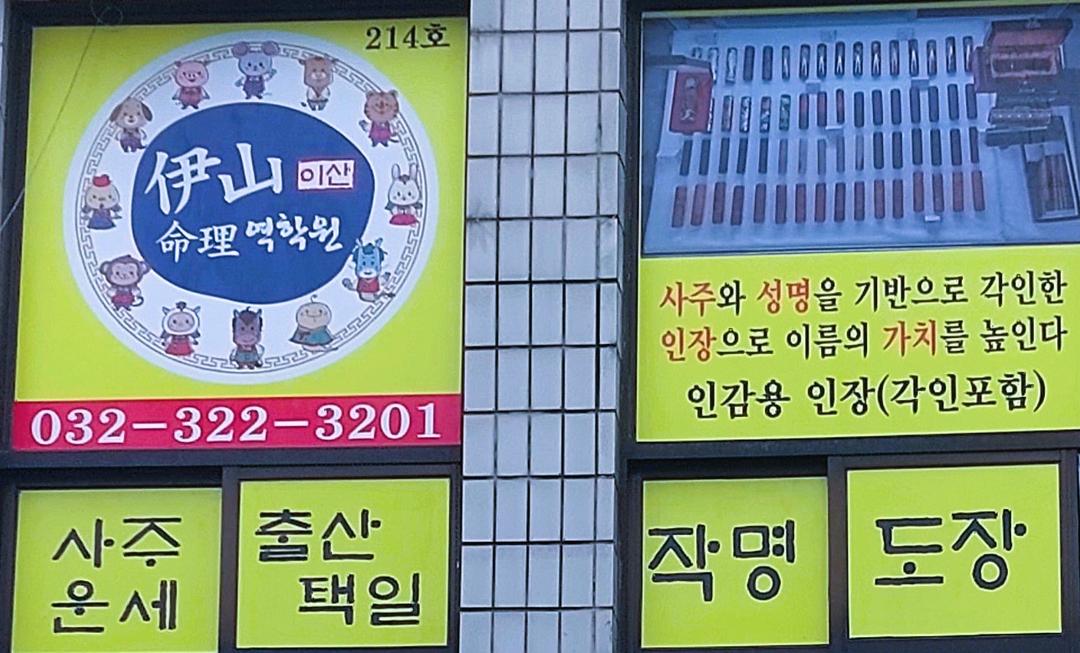 214호
伊山 이산
命理 역학원
032-322-3201
사주
운세
출산
택일
사주와 성명을 기반으로 각인한
인장으로 이름의 가치를 높인다
인감용 인장(각인포함)
작명
도장